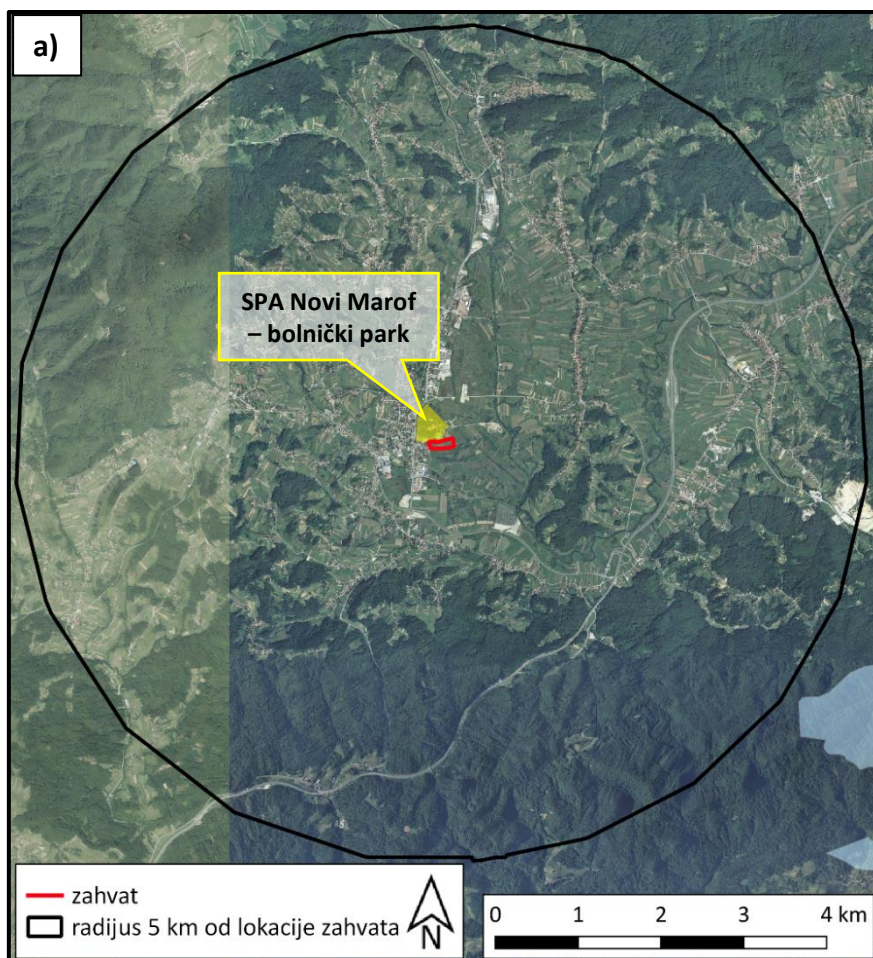 a)
SPA Novi Marof
– bolnički park
zahvat
radijus 5 km od lokacije zahvata
N
0 1 2 3 4 km